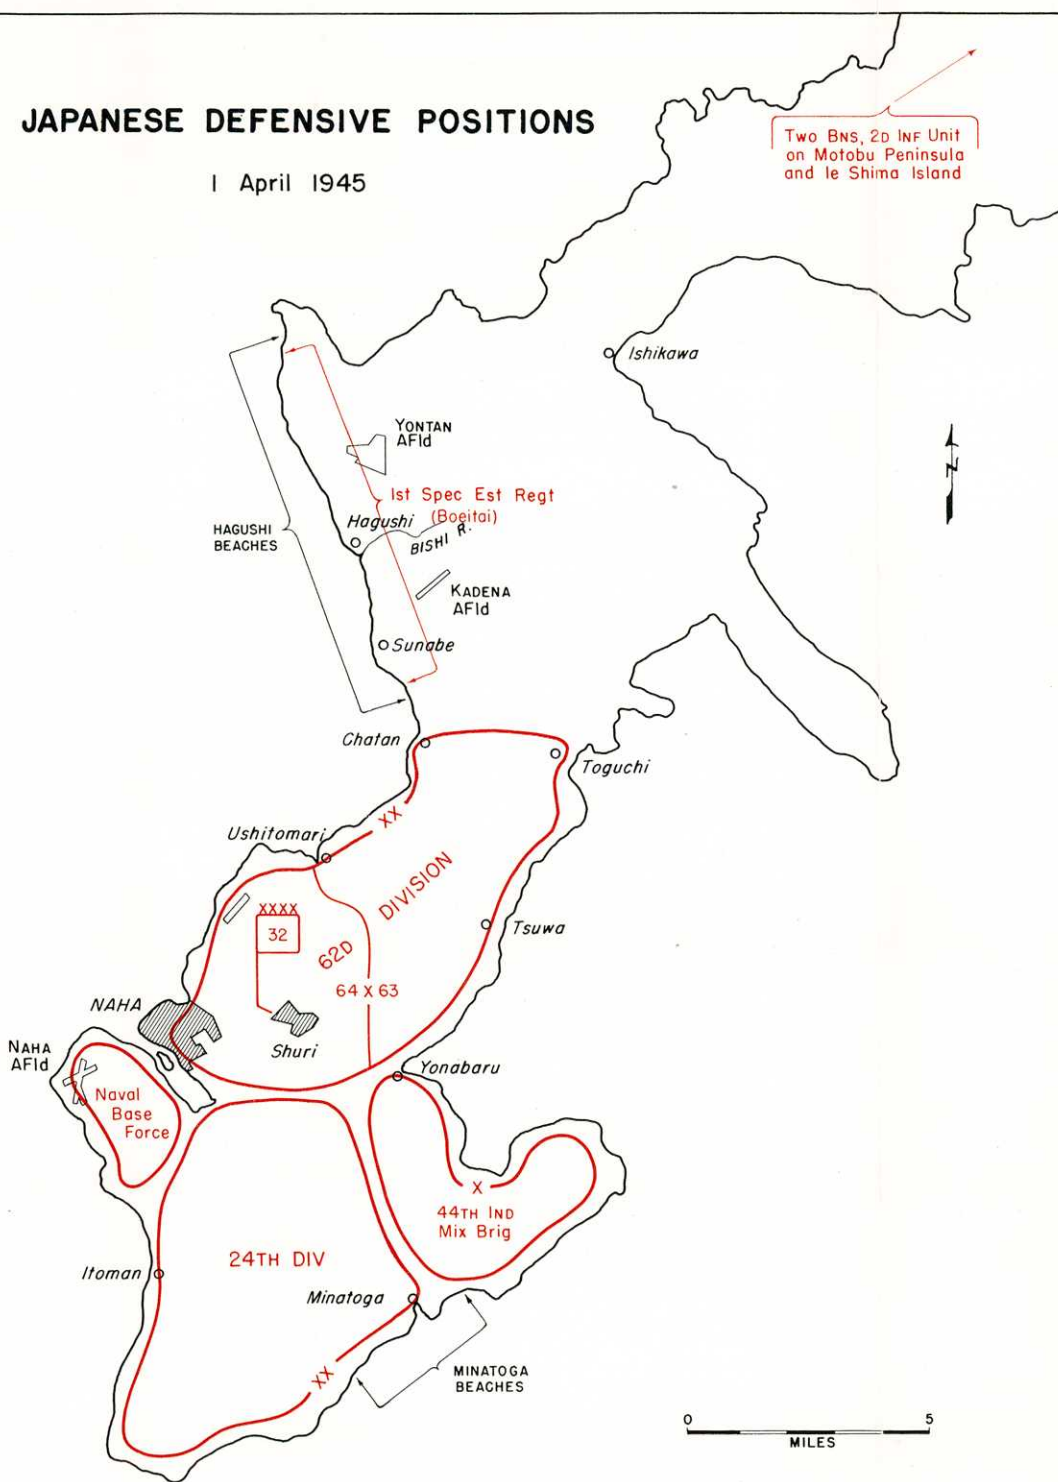 JAPANESE DEFENSIVE POSITIONS
1 April 1945
Two BNS, 2D INF Unit
on Motobu Peninsula
and Ie Shima Island
Ishikawa
N
YONTAN
AFld
1st Spec Est Regt
(Boeitai)
Hagushi
BISHI R.
HAGUSHI
BEACHES
KADENA
AFld
Sunabe
Chatan
Toguchi
XX
Ushitomari
62D DIVISION
XXXX
32
Tsuwa
64 X 63
NAHA
Shuri
NAHA
AFld
Yonabaru
Naval
Base
Force
X
44TH IND
Mix Brig
24TH DIV
Itoman
Minatoga
XX
MINATOGA
BEACHES
0 5
MILES